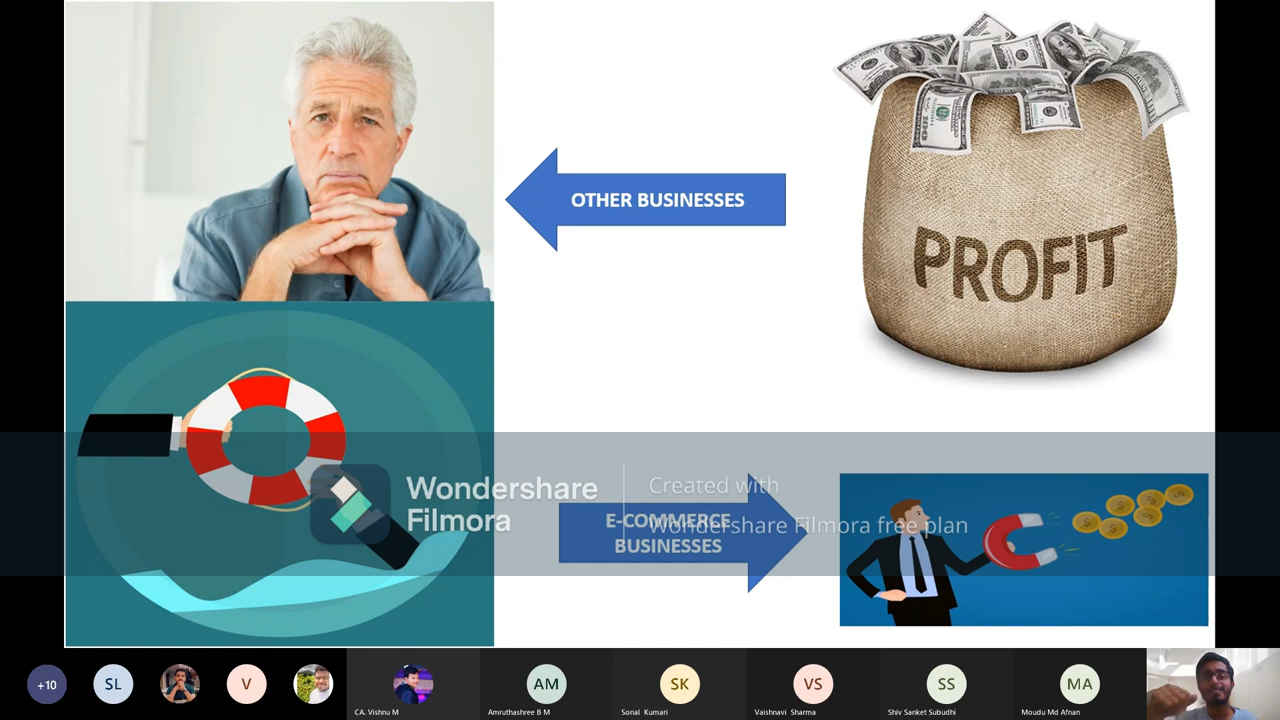 OTHER BUSINESSES
PROFIT
Wondershare
Filmora
Created with
Wondershare Filmora free plan
E-COMMERCE
BUSINESSES
+10
SL
V
AM
SK
VS
SS
MA
CA. Vishnu M
Amruthashree B M
Sonal Kumari
Vaishnavi Sharma
Shiv Sanket Subudhi
Moudu Md Afnan